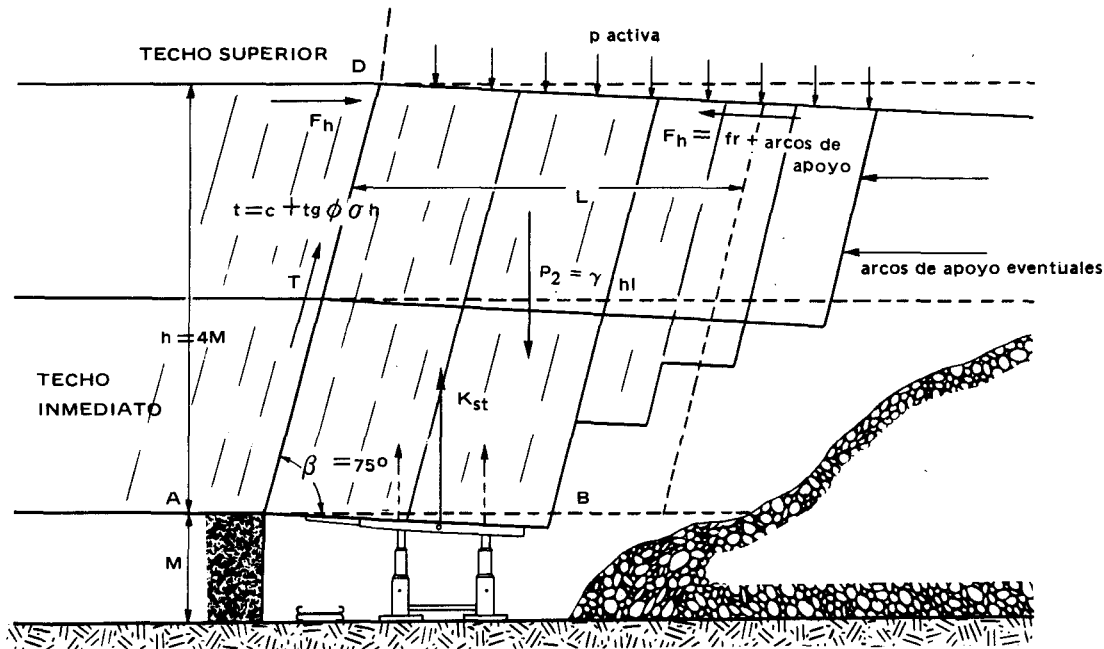 p activa
TECHO SUPERIOR
D
F_h
F_h = fr + arcos de
apoyo
L
t = c + tg ϕ σ h
T
P_2 = γ hl
arcos de apoyo eventuales
h = 4M
TECHO
INMEDIATO
K_st
β = 75º
A
B
M